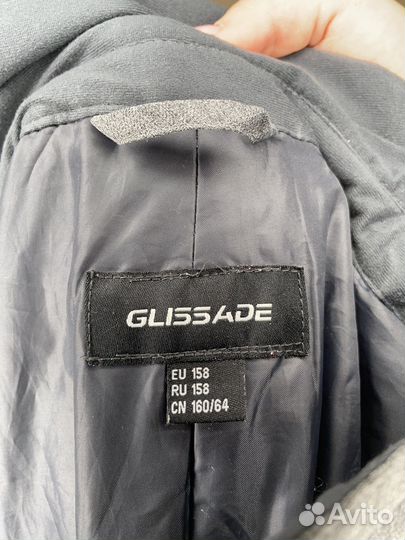 GLISSADE
EU 158
RU 158
CN 160/64
Avito